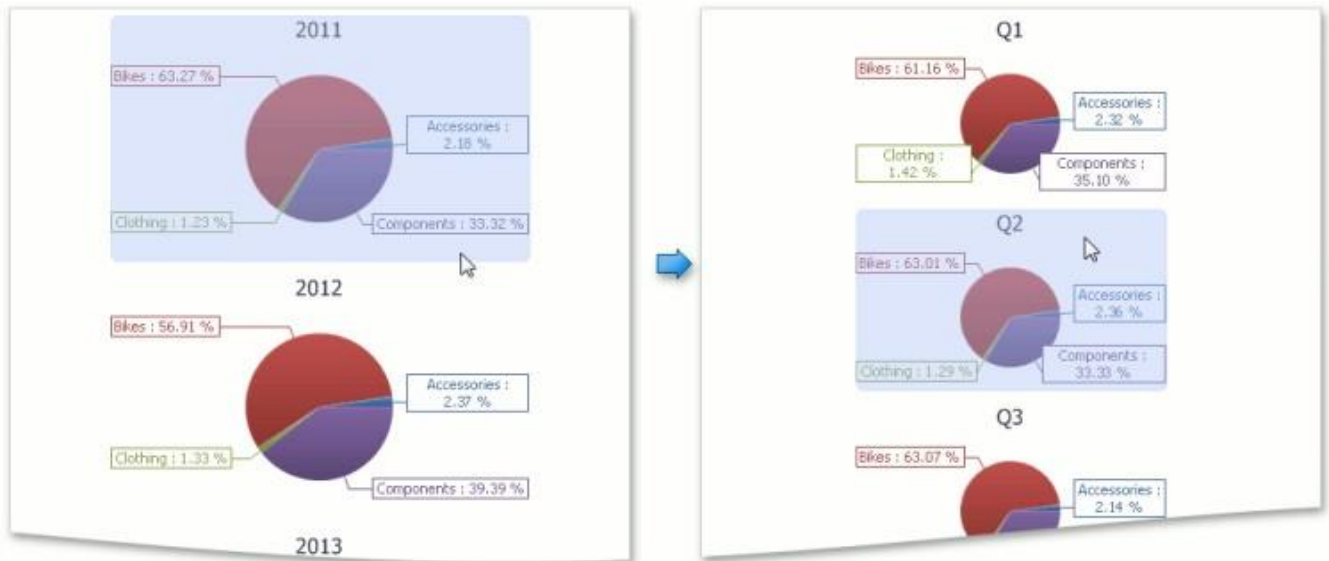 2011
Bikes : 63.27 %
Accessories :
2.18 %
Clothing : 1.23 %
Components : 33.32 %
2012
Bikes : 56.91 %
Accessories :
2.37 %
Clothing : 1.33 %
Components : 39.39 %
2013
Q1
Bikes : 61.16 %
Accessories :
2.32 %
Clothing :
1.42 %
Components :
35.10 %
Q2
Bikes : 63.01 %
Accessories :
2.36 %
Clothing : 1.29 %
Components :
33.33 %
Q3
Bikes : 63.07 %
Accessories :
2.14 %